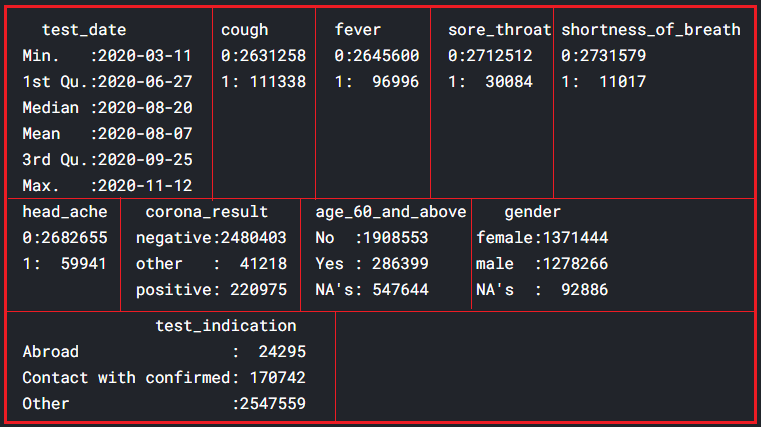 test_date cough fever sore_throat shortness_of_breath
Min. :2020-03-11 0:2631258 0:2645600 0:2712512 0:2731579
1st Qu.:2020-06-27 1: 111338 1: 96996 1: 30084 1: 11017
Median :2020-08-20
Mean :2020-08-07
3rd Qu.:2020-09-25
Max. :2020-11-12
head_ache corona_result age_60_and_above gender
0:2682655 negative:2480403 No :1908553 female:1371444
1: 59941 other : 41218 Yes : 286399 male :1278266
positive: 220975 NA's: 547644 NA's : 92886
test_indication
Abroad : 24295
Contact with confirmed: 170742
Other :2547559